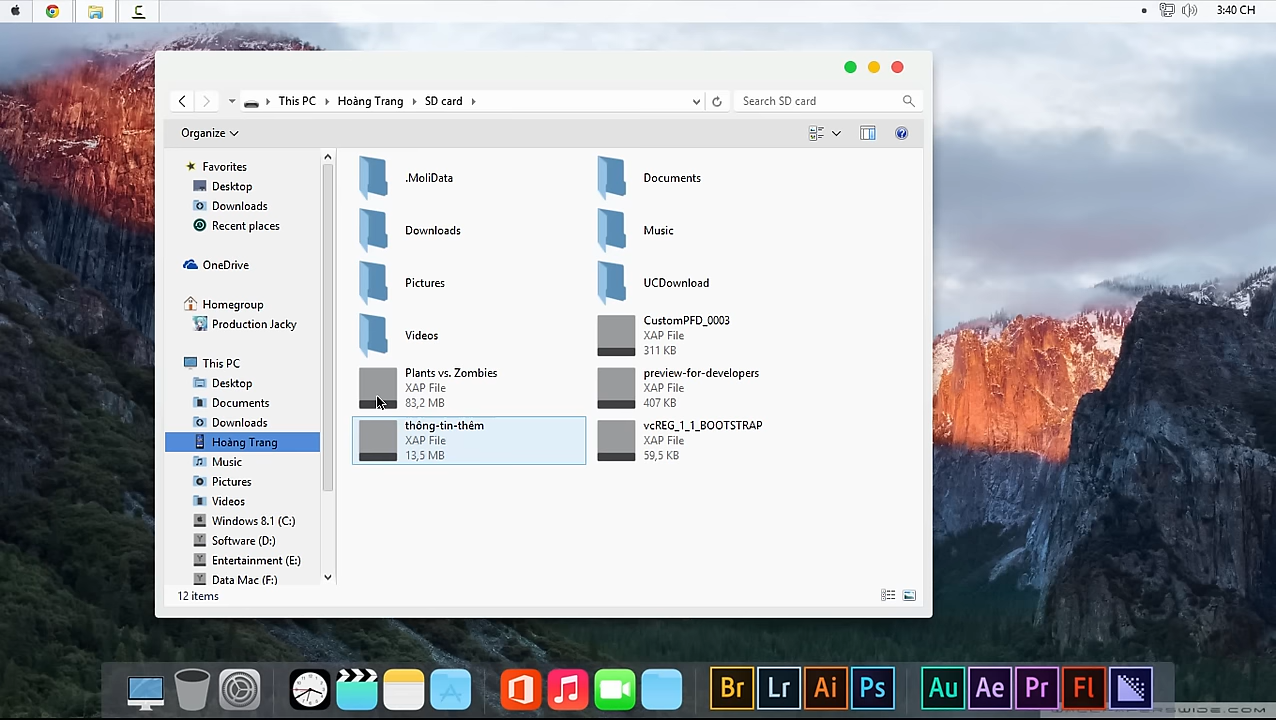 3:40 CH
This PC
Hoàng Trang
SD card
Search SD card
Organize
Favorites
Desktop
Downloads
Recent places
OneDrive
Homegroup
Production Jacky
This PC
Desktop
Documents
Downloads
Hoàng Trang
Music
Pictures
Videos
Windows 8.1 (C:)
Software (D:)
Entertainment (E:)
Data Mac (F:)
.MoliData
Documents
Downloads
Music
Pictures
UCDownload
Videos
CustomPFD_0003
XAP File
311 KB
Plants vs. Zombies
XAP File
83,2 MB
preview-for-developers
XAP File
407 KB
thông-tin-thêm
XAP File
13,5 MB
vcREG_1_1_BOOTSTRAP
XAP File
59,5 KB
12 items
Br
Lr
Ai
Ps
Au
Ae
Pr
Fl
WALLPAPERSWIDE.COM